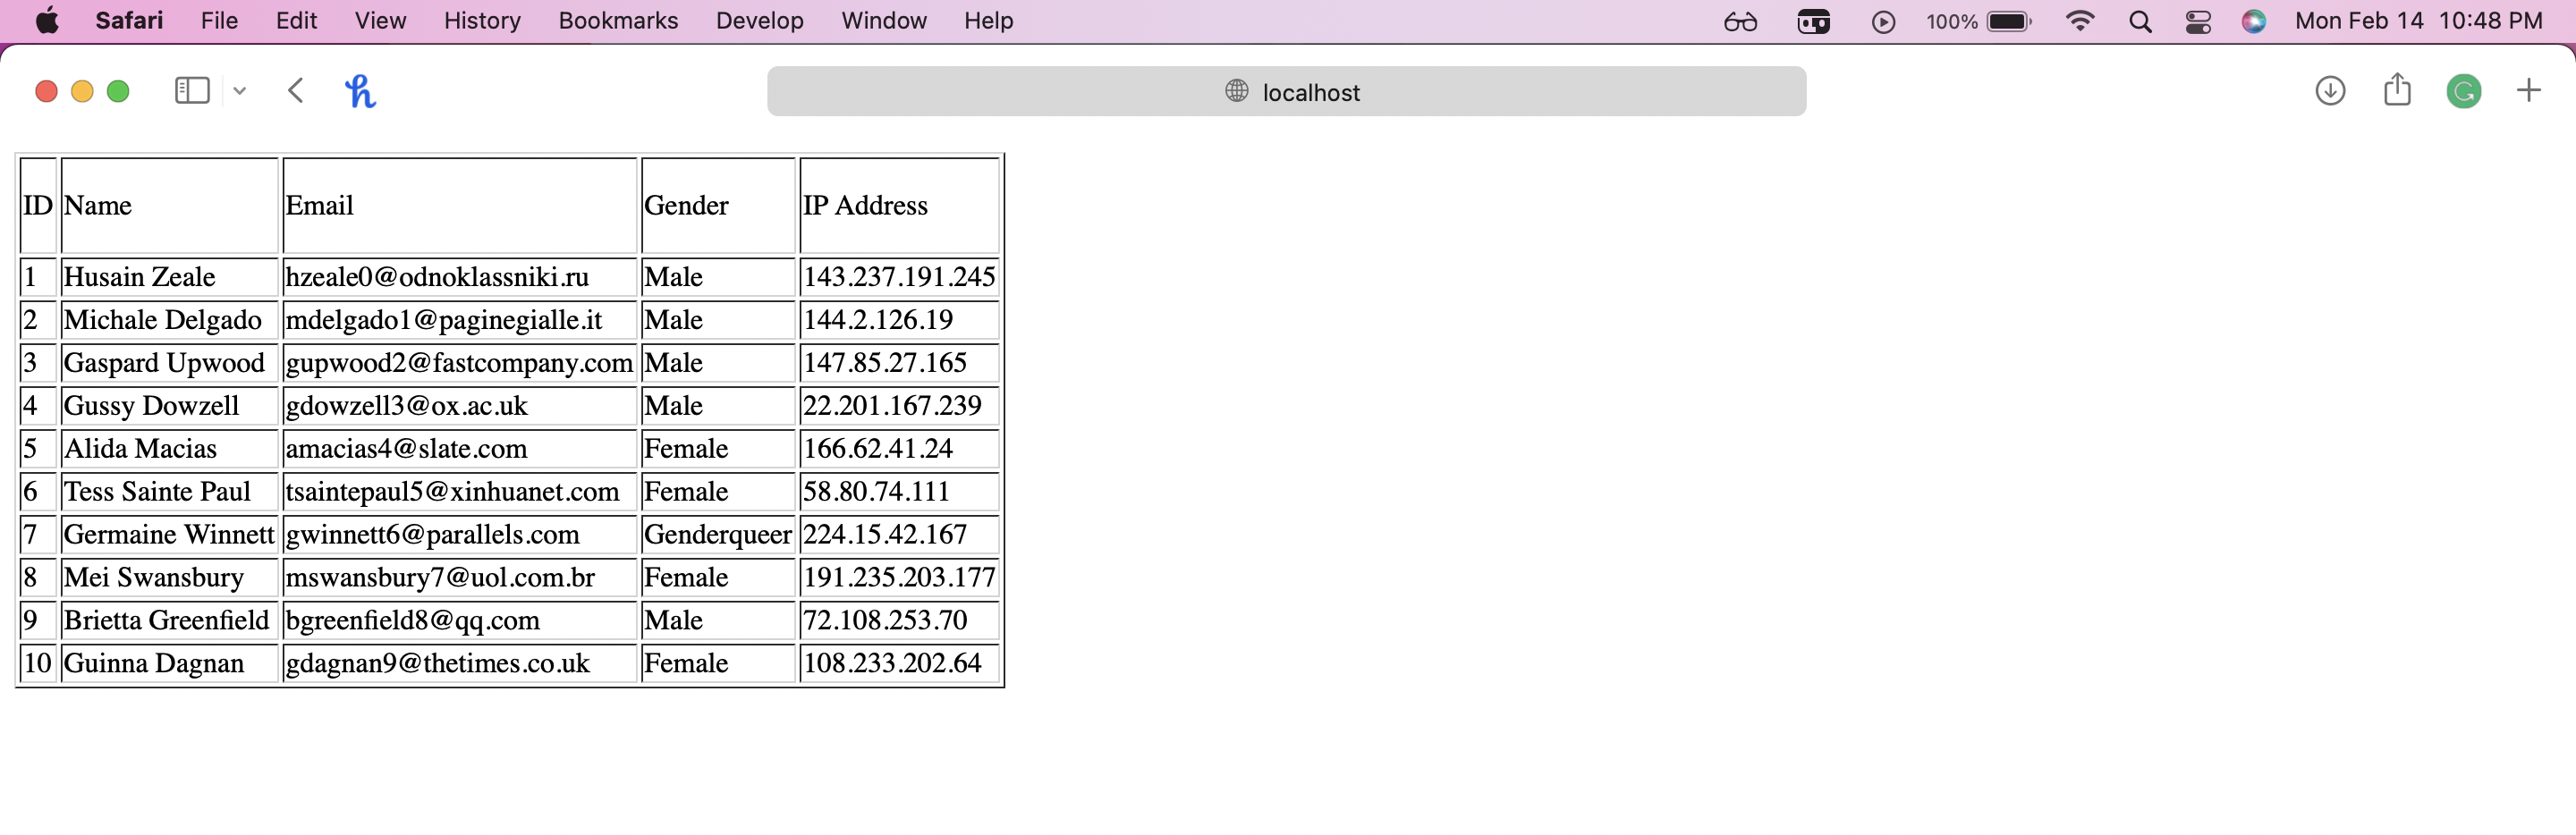 Safari File Edit View History Bookmarks Develop Window Help 100% Mon Feb 14 10:48 PM
localhost
ID Name Email Gender IP Address
1 Husain Zeale hzeale0@odnoklassniki.ru Male 143.237.191.245
2 Michale Delgado mdelgado1@paginegialle.it Male 144.2.126.19
3 Gaspard Upwood gupwood2@fastcompany.com Male 147.85.27.165
4 Gussy Dowzell gdowzell3@ox.ac.uk Male 22.201.167.239
5 Alida Macias amacias4@slate.com Female 166.62.41.24
6 Tess Sainte Paul tsaintepaul5@xinhuanet.com Female 58.80.74.111
7 Germaine Winnett gwinnett6@parallels.com Genderqueer 224.15.42.167
8 Mei Swansbury mswansbury7@uol.com.br Female 191.235.203.177
9 Brietta Greenfield bgreenfield8@qq.com Male 72.108.253.70
10 Guinna Dagnan gdagnan9@thetimes.co.uk Female 108.233.202.64